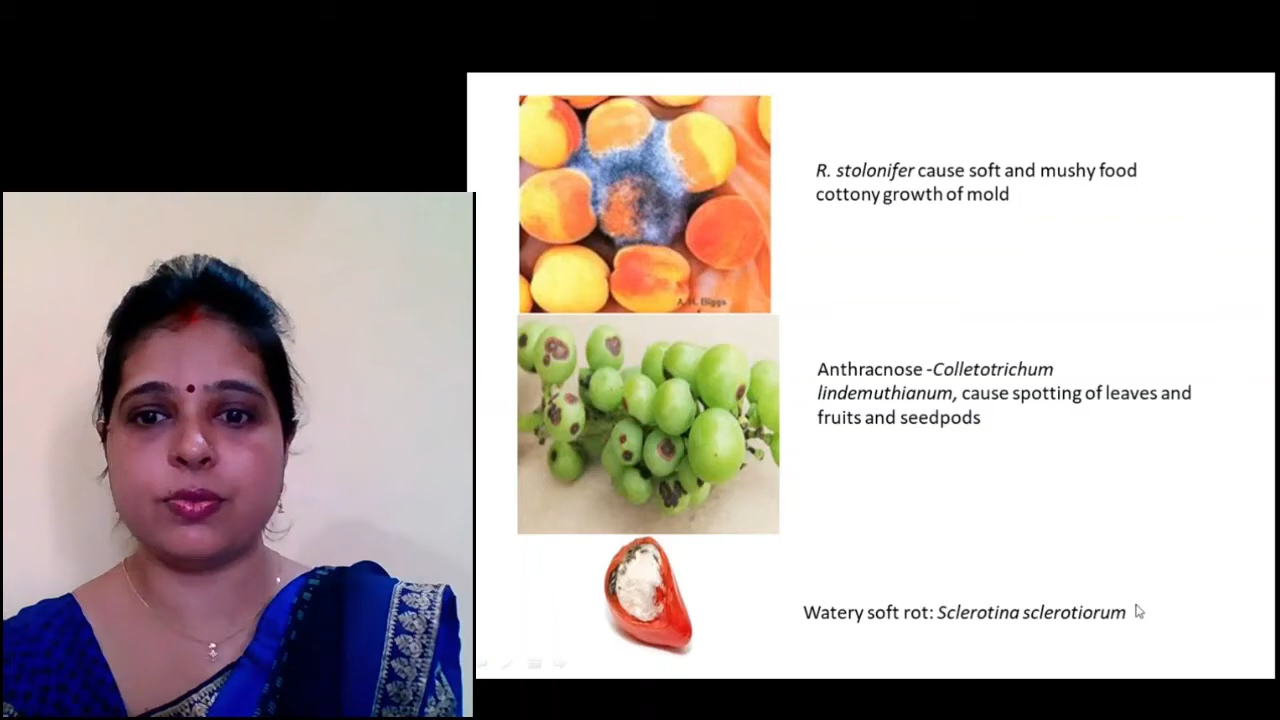 R. stolonifer cause soft and mushy food
cottony growth of mold
A. R. Biggs
Anthracnose -Colletotrichum
lindemuthianum, cause spotting of leaves and
fruits and seedpods
Watery soft rot: Sclerotina sclerotiorum